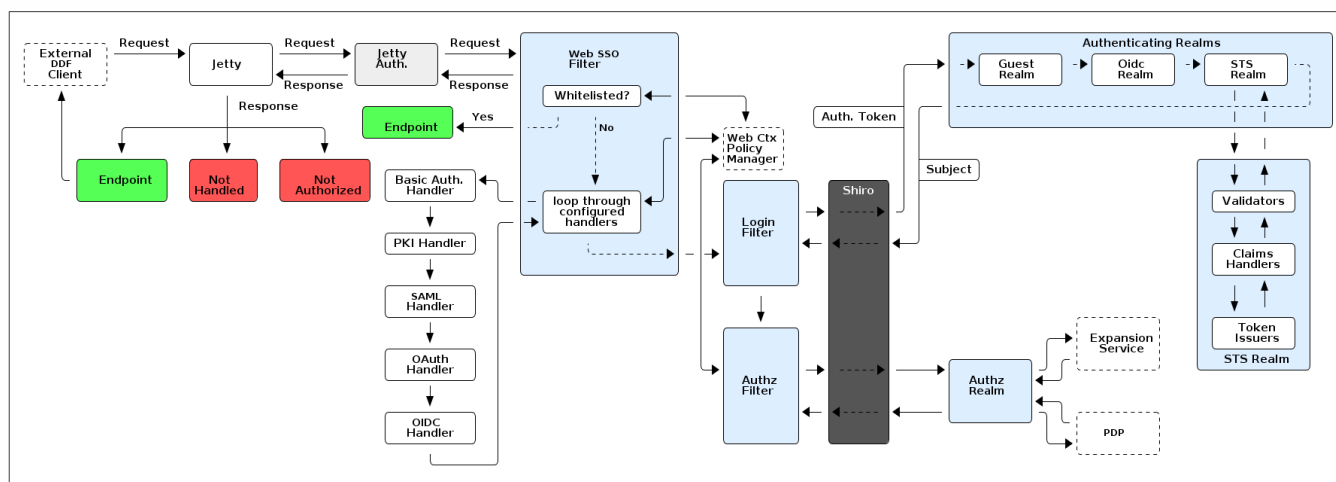 External
DDF
Client
Request
Jetty
Request
Response
Jetty
Auth.
Request
Response
Response
Endpoint
Not
Handled
Not
Authorized
Web SSO
Filter
Whitelisted?
Yes
Endpoint
No
loop through
configured
handlers
Basic Auth.
Handler
PKI Handler
SAML
Handler
OAuth
Handler
OIDC
Handler
Web Ctx
Policy
Manager
Login
Filter
Authz
Filter
Shiro
Auth. Token
Subject
Authenticating Realms
Guest
Realm
Oidc
Realm
STS
Realm
Validators
Claims
Handlers
Token
Issuers
STS Realm
Authz
Realm
Expansion
Service
PDP